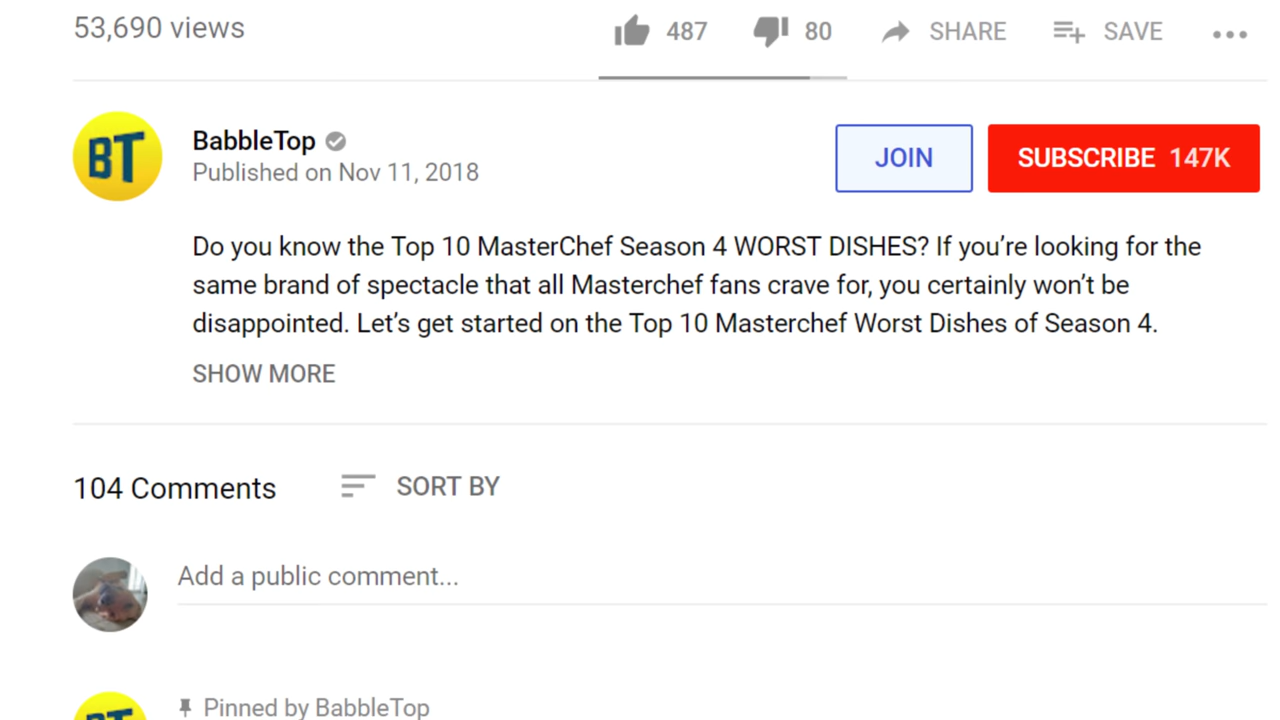 53,690 views
487
80
SHARE
SAVE
BT
BabbleTop
Published on Nov 11, 2018
JOIN
SUBSCRIBE 147K
Do you know the Top 10 MasterChef Season 4 WORST DISHES? If you’re looking for the
same brand of spectacle that all Masterchef fans crave for, you certainly won’t be
disappointed. Let’s get started on the Top 10 Masterchef Worst Dishes of Season 4.
SHOW MORE
104 Comments
SORT BY
Add a public comment...
BT
Pinned by BabbleTop